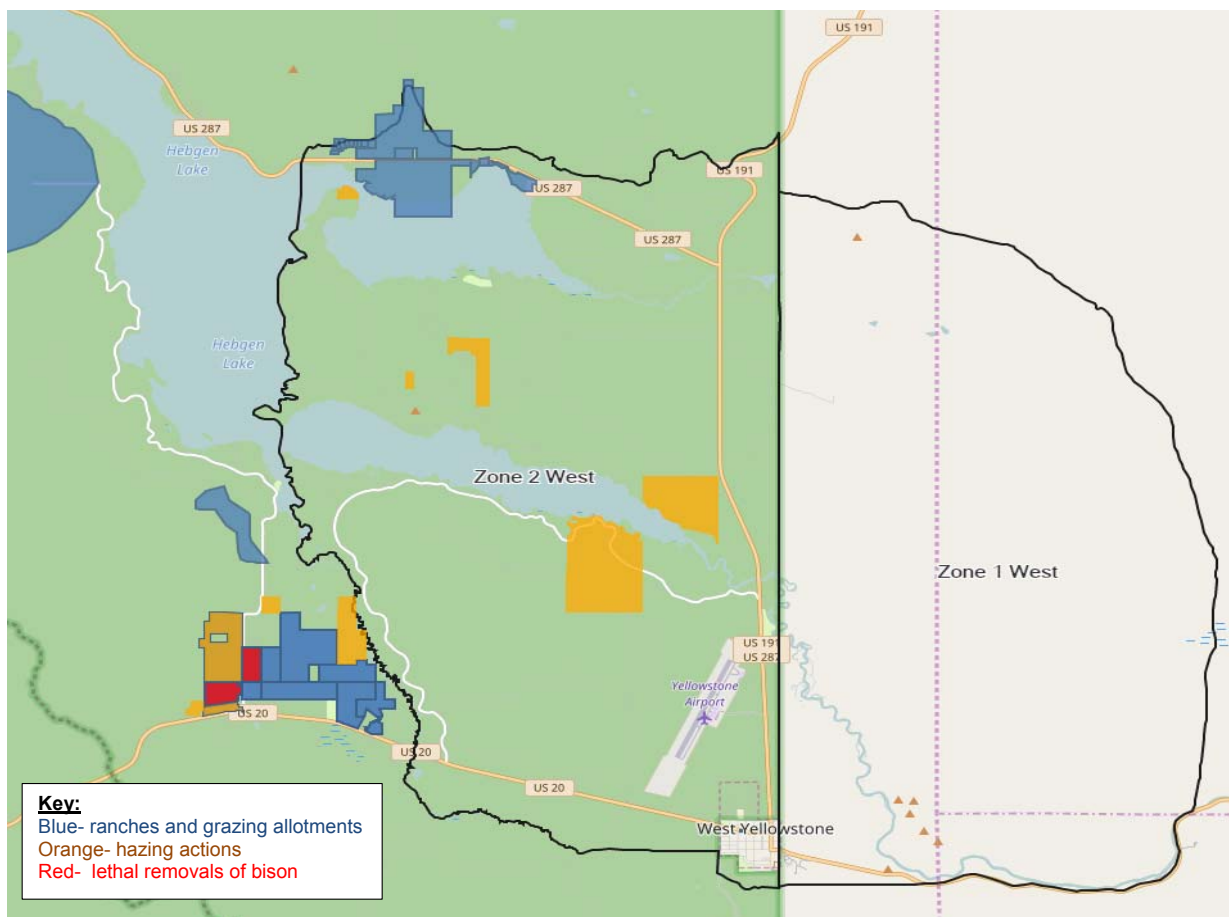 US 191
US 287
Hebgen
Lake
US 191
US 287
US 287
Hebgen
Lake
Zone 2 West
Zone 1 West
US 191
US 287
Yellowstone
Airport
US 20
US 20
US 20
West Yellowstone
Key:
Blue- ranches and grazing allotments
Orange- hazing actions
Red- lethal removals of bison